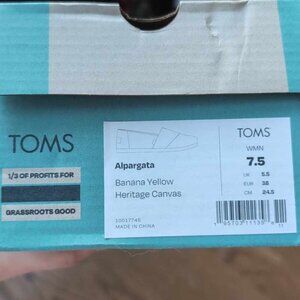 TOMS
1/3 OF PROFITS FOR
GRASSROOTS GOOD
Alpargata
Banana Yellow
Heritage Canvas
10017745
MADE IN CHINA
TOMS
WMN
7.5
UK 5.5
EUR 38
CM 24.5